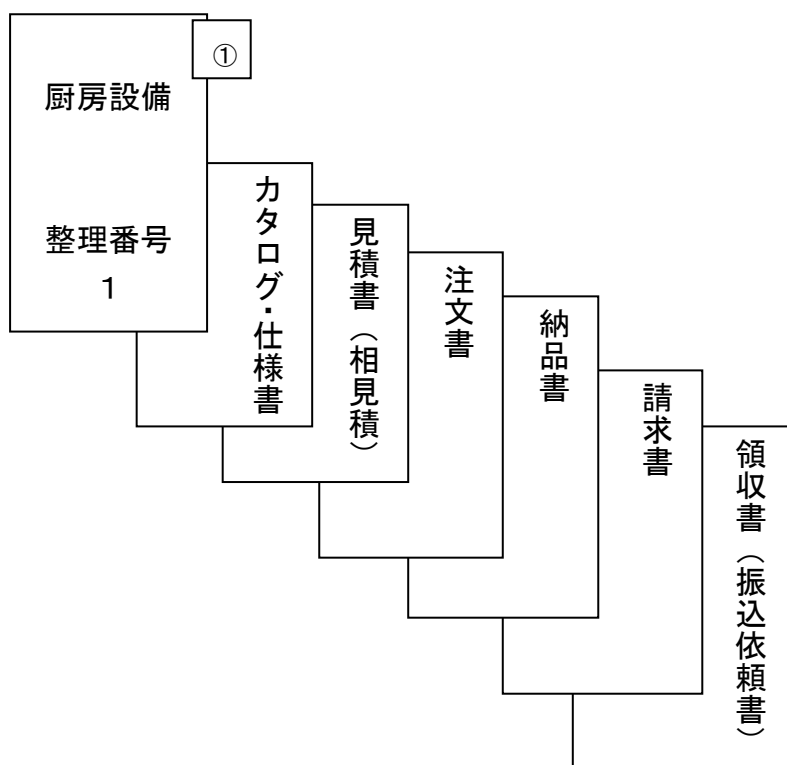 ①
厨房設備
整理番号
1
カタログ・仕様書
見積書（相見積）
注文書
納品書
請求書
領収書（振込依頼書）